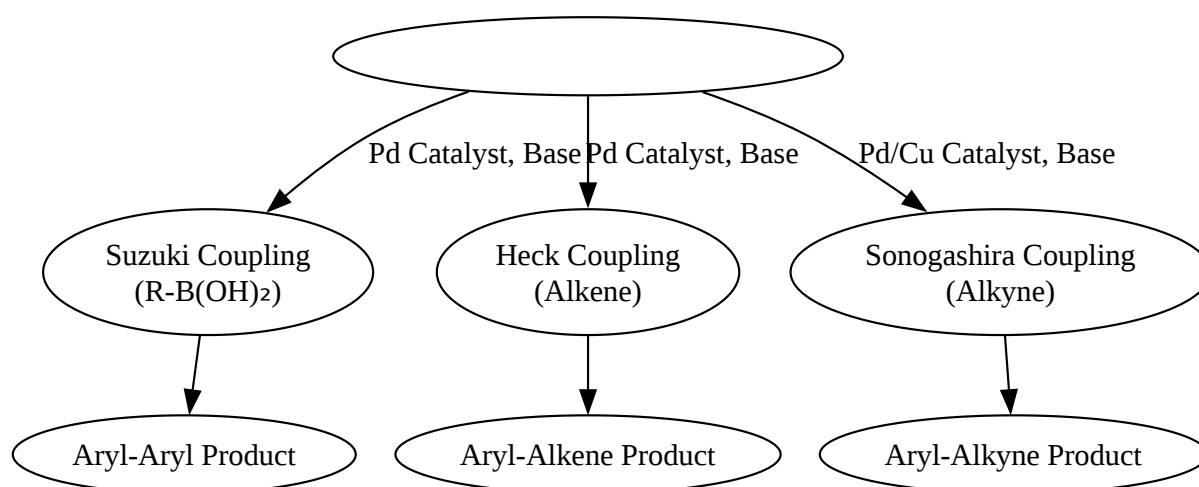 Pd Catalyst, Base
Pd Catalyst, Base
Pd/Cu Catalyst, Base
Suzuki Coupling
(R-B(OH)₂)
Heck Coupling
(Alkene)
Sonogashira Coupling
(Alkyne)
Aryl-Aryl Product
Aryl-Alkene Product
Aryl-Alkyne Product